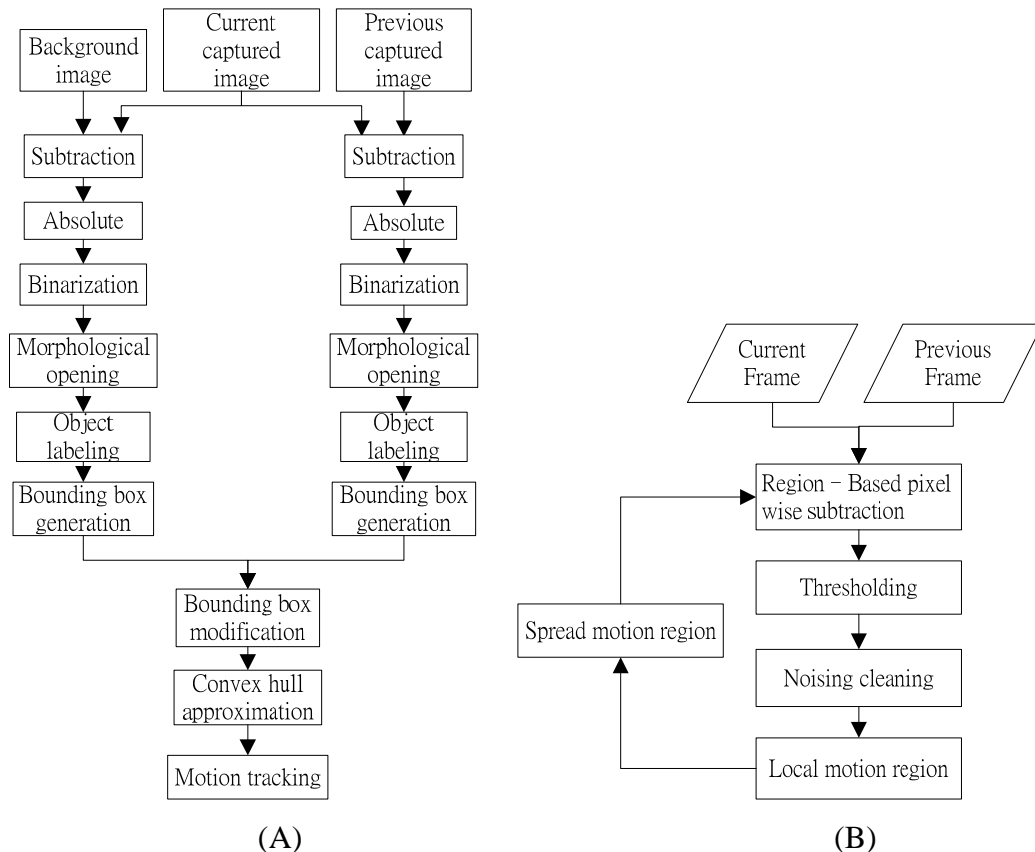 Background
image
Current
captured
image
Previous
captured
image
Subtraction
Subtraction
Absolute
Absolute
Binarization
Binarization
Morphological
opening
Morphological
opening
Object
labeling
Object
labeling
Bounding box
generation
Bounding box
generation
Bounding box
modification
Convex hull
approximation
Motion tracking
(A)
Current
Frame
Previous
Frame
Region – Based pixel
wise subtraction
Thresholding
Spread motion region
Noising cleaning
Local motion region
(B)